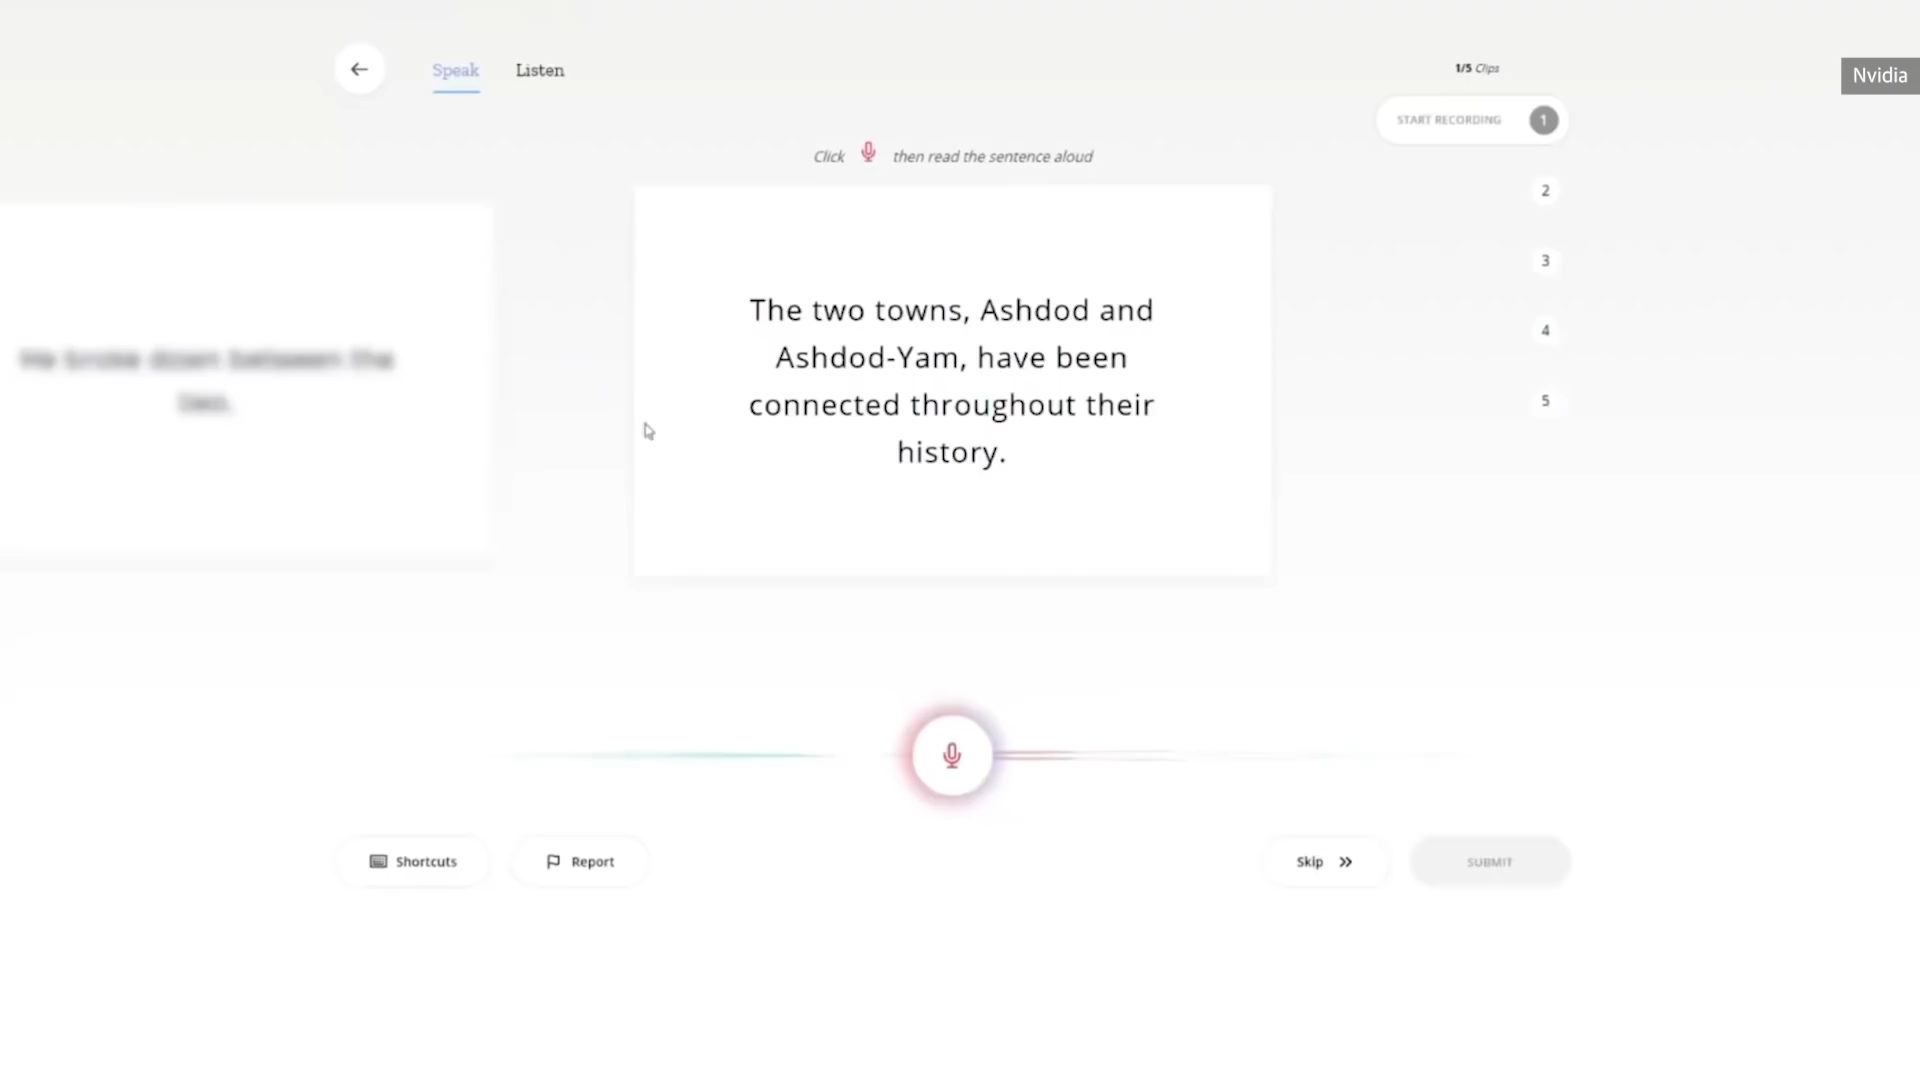 Speak Listen
1/5 Clips
Nvidia
START RECORDING 1
Click then read the sentence aloud
2
3
4
5
The two towns, Ashdod and
Ashdod-Yam, have been
connected throughout their
history.
Shortcuts Report Skip SUBMIT